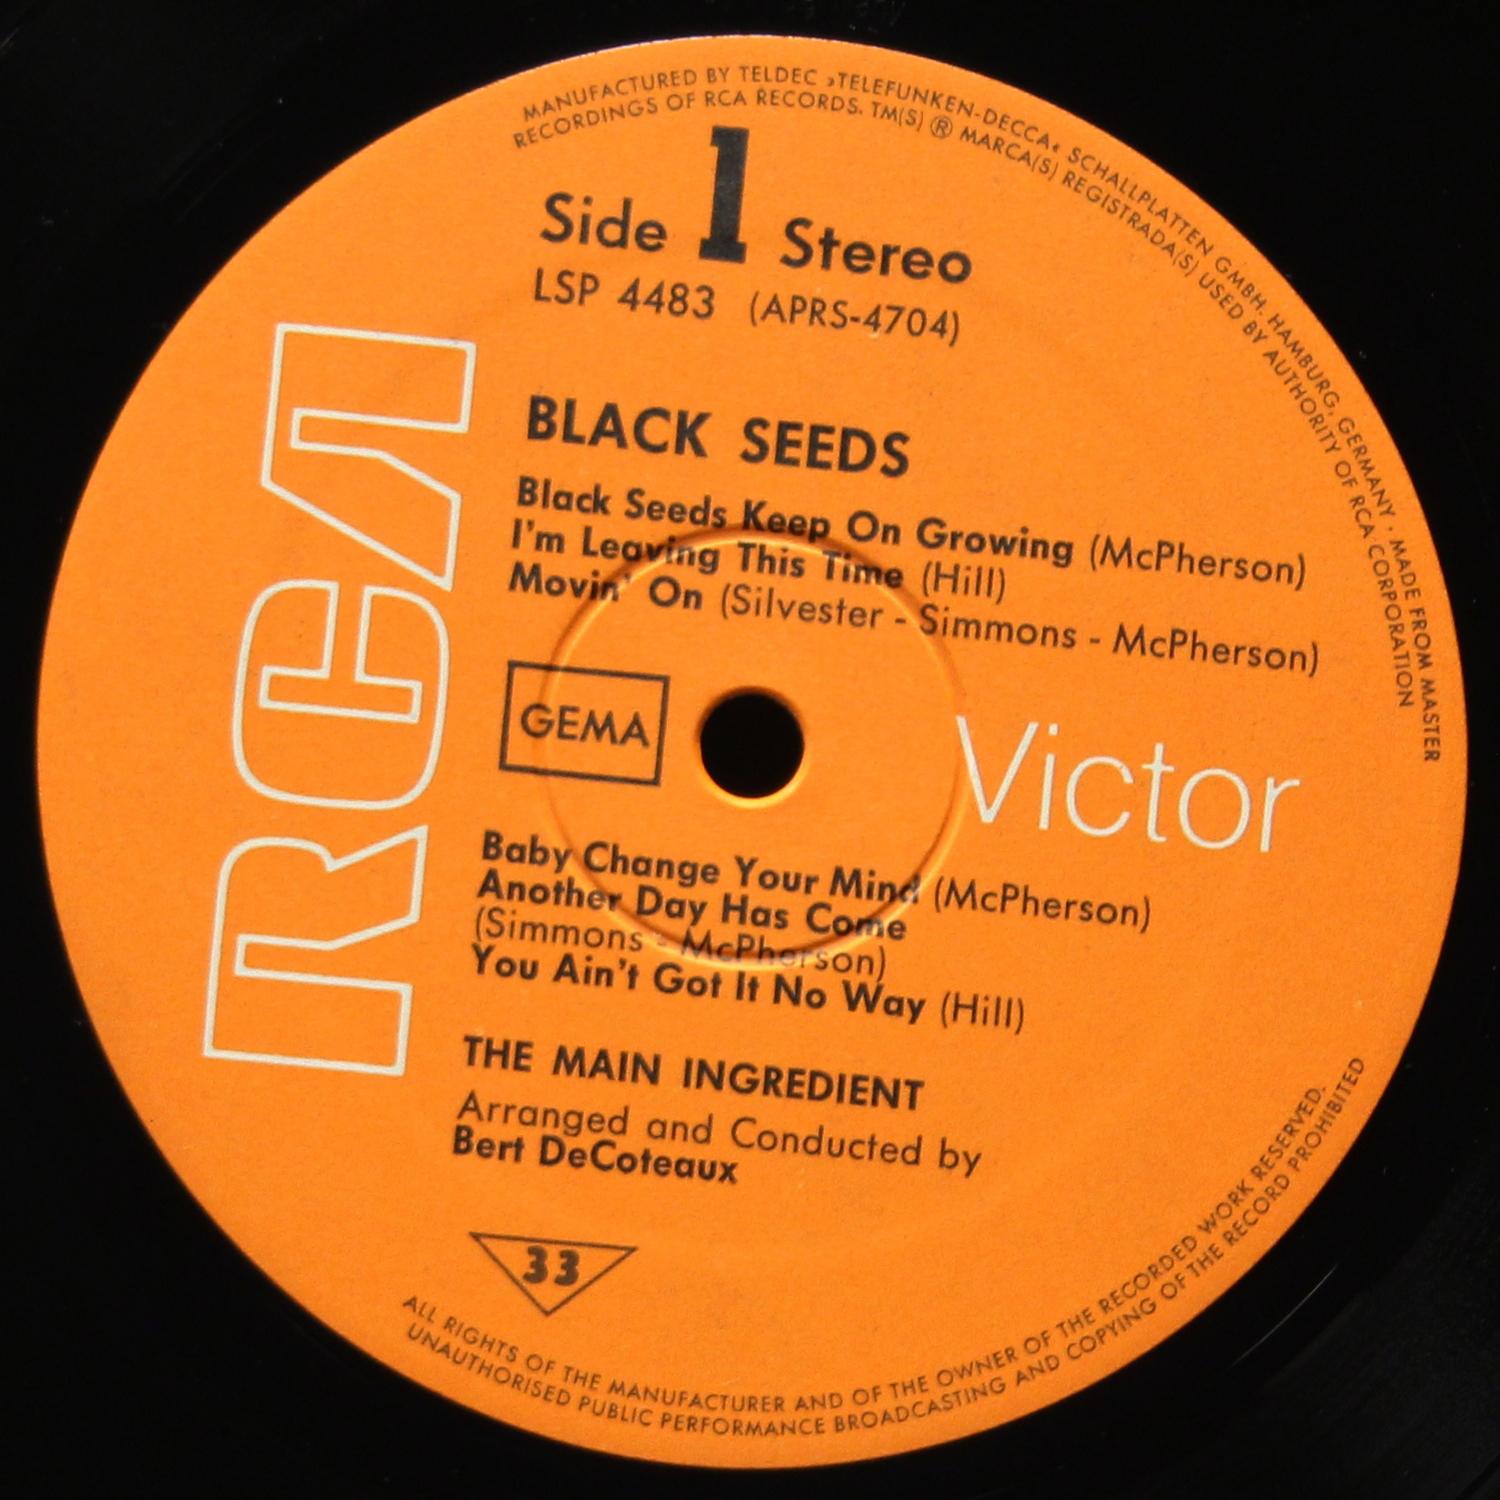 MANUFACTURED BY TELDEC »TELEFUNKEN-DECCA« SCHALLPLATTEN GMBH. HAMBURG, GERMANY · MADE FROM MASTER
RECORDINGS OF RCA RECORDS. TM(S) ® MARCA(S) REGISTRADA(S) USED BY AUTHORITY OF RCA CORPORATION
Side 1 Stereo
LSP 4483 (APRS-4704)
RCA
BLACK SEEDS
Black Seeds Keep On Growing (McPherson)
I'm Leaving This Time (Hill)
Movin' On (Silvester - Simmons - McPherson)
GEMA
Victor
Baby Change Your Mind (McPherson)
Another Day Has Come
(Simmons - McPherson)
You Ain't Got It No Way (Hill)
THE MAIN INGREDIENT
Arranged and Conducted by
Bert DeCoteaux
33
ALL RIGHTS OF THE MANUFACTURER AND OF THE OWNER OF THE RECORDED WORK RESERVED.
UNAUTHORISED PUBLIC PERFORMANCE BROADCASTING AND COPYING OF THE RECORD PROHIBITED